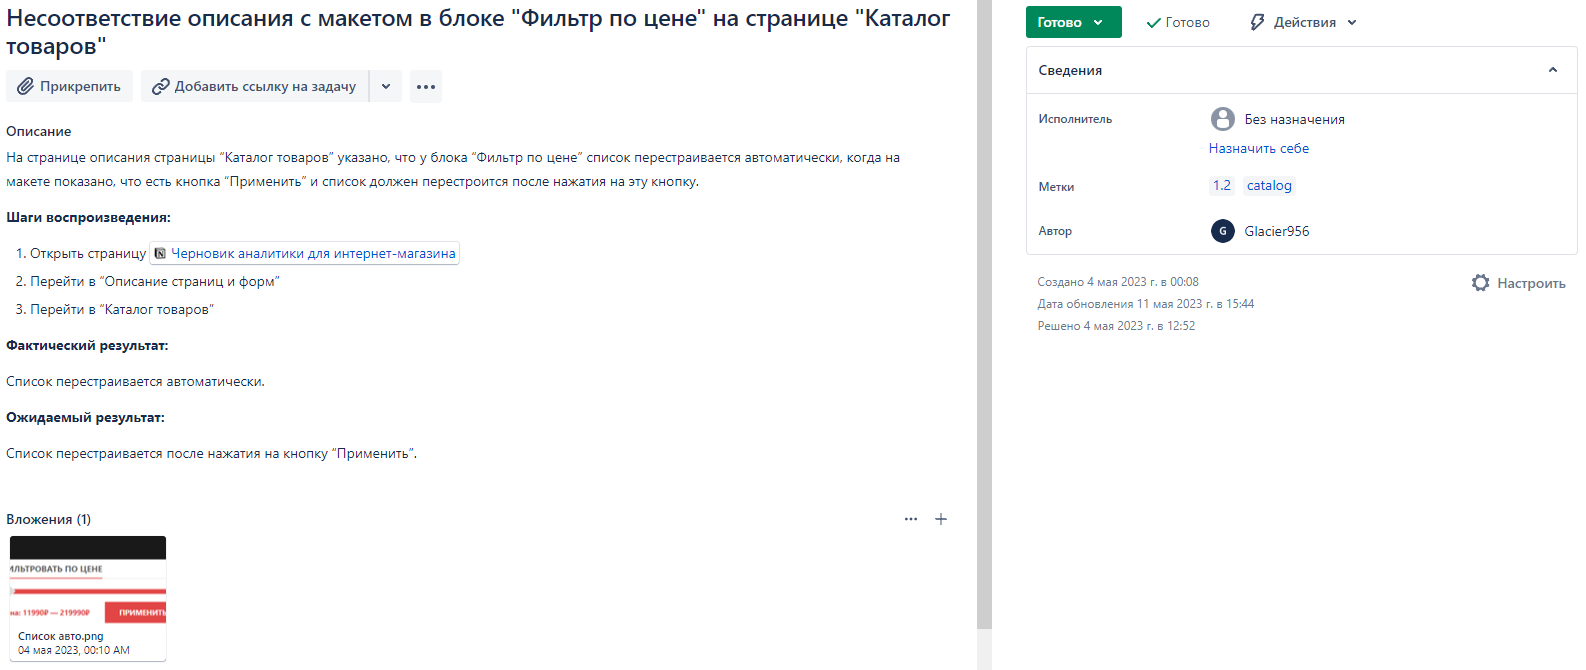 Несоответствие описания с макетом в блоке "Фильтр по цене" на странице "Каталог
товаров"
Прикрепить
Добавить ссылку на задачу
Описание
На странице описания страницы “Каталог товаров” указано, что у блока “Фильтр по цене” список перестраивается автоматически, когда на
макете показано, что есть кнопка “Применить” и список должен перестроится после нажатия на эту кнопку.
Шаги воспроизведения:
1. Открыть страницу Черновик аналитики для интернет-магазина
2. Перейти в “Описание страниц и форм”
3. Перейти в “Каталог товаров”
Фактический результат:
Список перестраивается автоматически.
Ожидаемый результат:
Список перестраивается после нажатия на кнопку “Применить”.
Вложения (1)
ИЛЬТРОВАТЬ ПО ЦЕНЕ
на: 11990₽ — 219990₽
ПРИМЕНИТЬ
Список авто.png
04 мая 2023, 00:10 AM
Готово
Готово
Действия
Сведения
Исполнитель
Без назначения
Назначить себе
Метки
1.2 catalog
Автор
G Glacier956
Создано 4 мая 2023 г. в 00:08
Настроить
Дата обновления 11 мая 2023 г. в 15:44
Решено 4 мая 2023 г. в 12:52